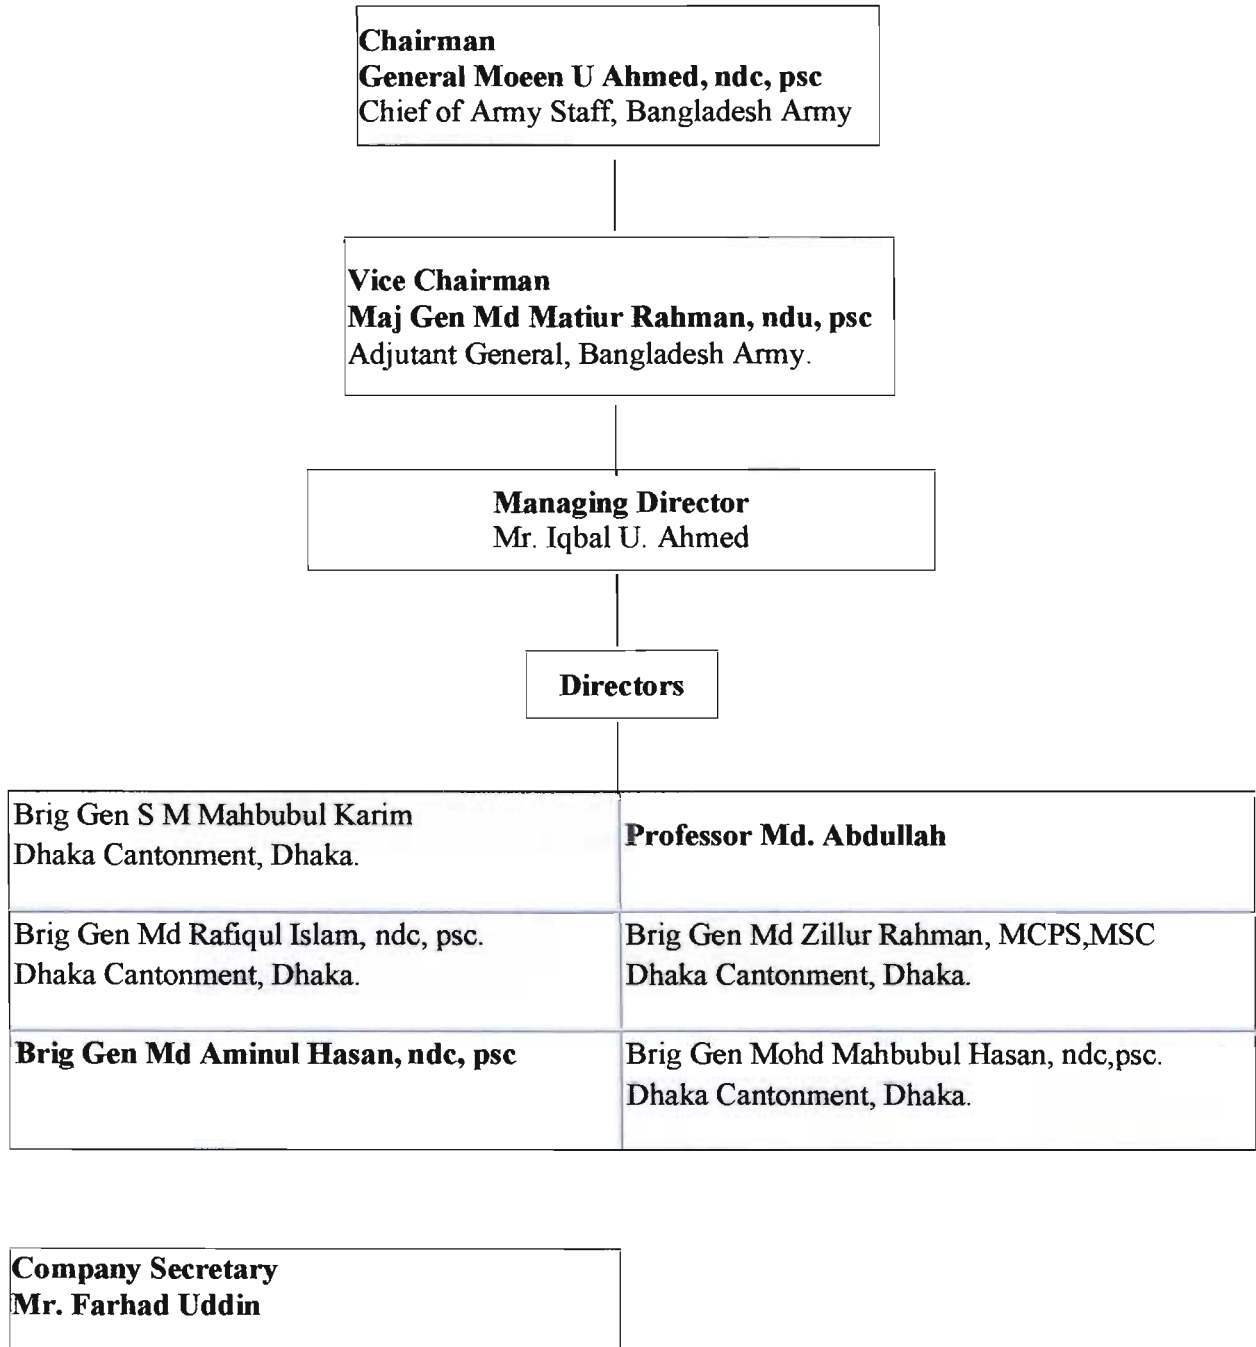 Chairman
General Moeen U Ahmed, ndc, psc
Chief of Army Staff, Bangladesh Army
Vice Chairman
Maj Gen Md Matiur Rahman, ndu, psc
Adjutant General, Bangladesh Army.
Managing Director
Mr. Iqbal U. Ahmed
Directors
Brig Gen S M Mahbubul Karim
Dhaka Cantonment, Dhaka.
Professor Md. Abdullah
Brig Gen Md Rafiqul Islam, ndc, psc.
Dhaka Cantonment, Dhaka.
Brig Gen Md Zillur Rahman, MCPS,MSC
Dhaka Cantonment, Dhaka.
Brig Gen Md Aminul Hasan, ndc, psc
Brig Gen Mohd Mahbubul Hasan, ndc,psc.
Dhaka Cantonment, Dhaka.
Company Secretary
Mr. Farhad Uddin